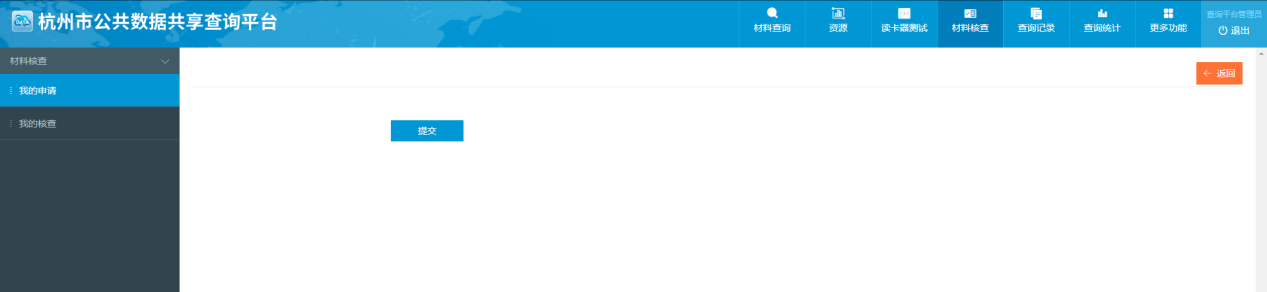 杭州市公共数据共享查询平台
材料查询
资源
读卡器测试
材料核查
查询记录
查询统计
更多功能
查询平台管理员
退出
材料核查
我的申请
我的核查
返回
提交